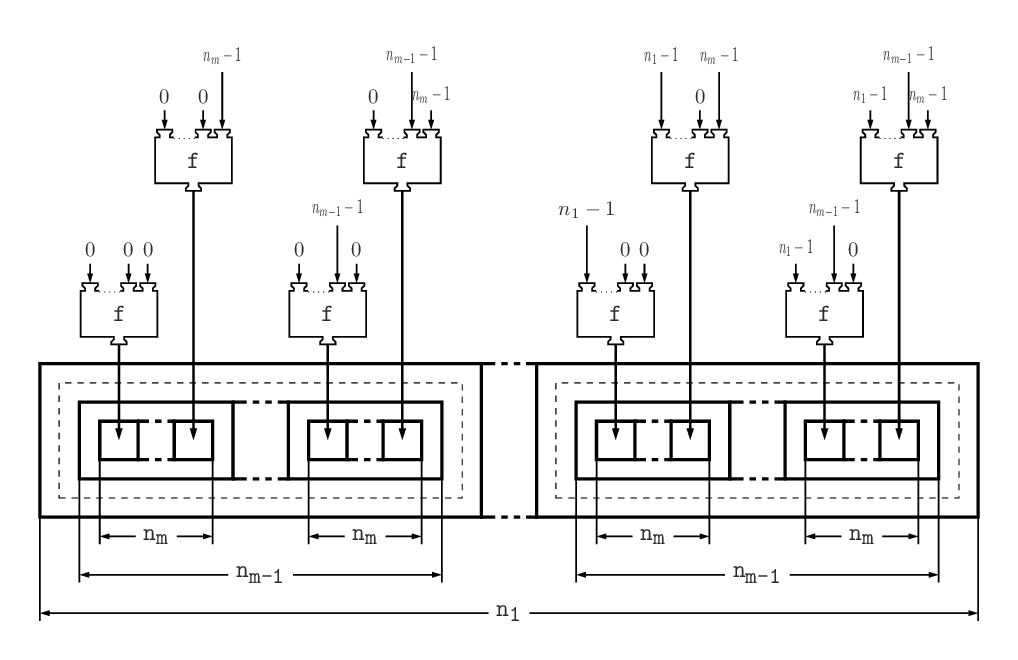 n_m − 1 n_{m−1} − 1 n_1 − 1 n_m − 1 n_{m−1} − 1
0 0 0 n_m − 1 0 n_1 − 1 n_m − 1
f f f f
n_{m−1} − 1 n_1 − 1 n_{m−1} − 1
0 0 0 0 0 0 0 n_1 − 1 0
f f f f
n_m n_m n_m n_m
n_{m-1} n_{m-1}
n_1